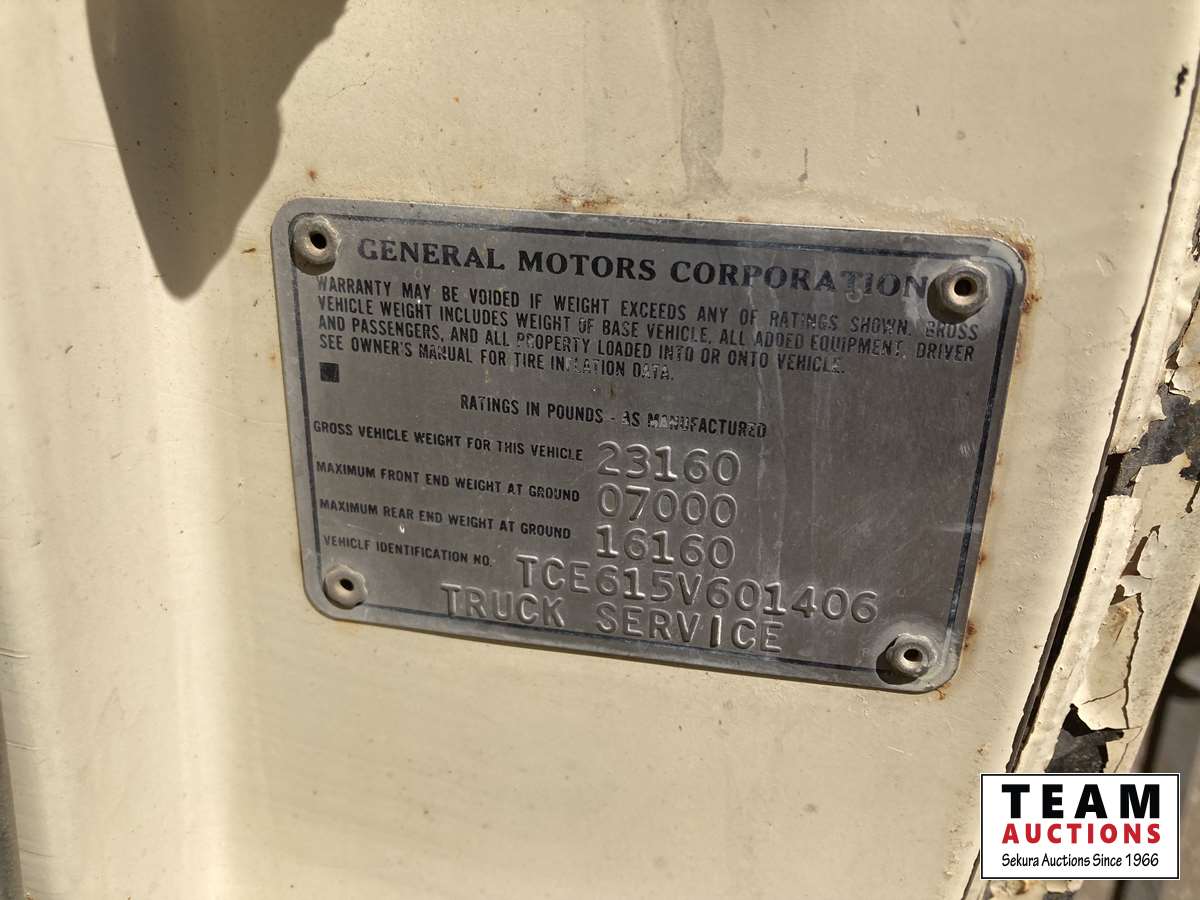 GENERAL MOTORS CORPORATION
WARRANTY MAY BE VOIDED IF WEIGHT EXCEEDS ANY OF RATINGS SHOWN. GROSS
VEHICLE WEIGHT INCLUDES WEIGHT OF BASE VEHICLE, ALL ADDED EQUIPMENT, DRIVER
AND PASSENGERS, AND ALL PROPERTY LOADED INTO OR ONTO VEHICLE.
SEE OWNER'S MANUAL FOR TIRE INFLATION DATA.
RATINGS IN POUNDS - AS MANUFACTURED
GROSS VEHICLE WEIGHT FOR THIS VEHICLE 23160
MAXIMUM FRONT END WEIGHT AT GROUND 07000
MAXIMUM REAR END WEIGHT AT GROUND 16160
VEHICLE IDENTIFICATION NO. TCE615V601406
TRUCK SERVICE
TEAM
AUCTIONS
Sekura Auctions Since 1966